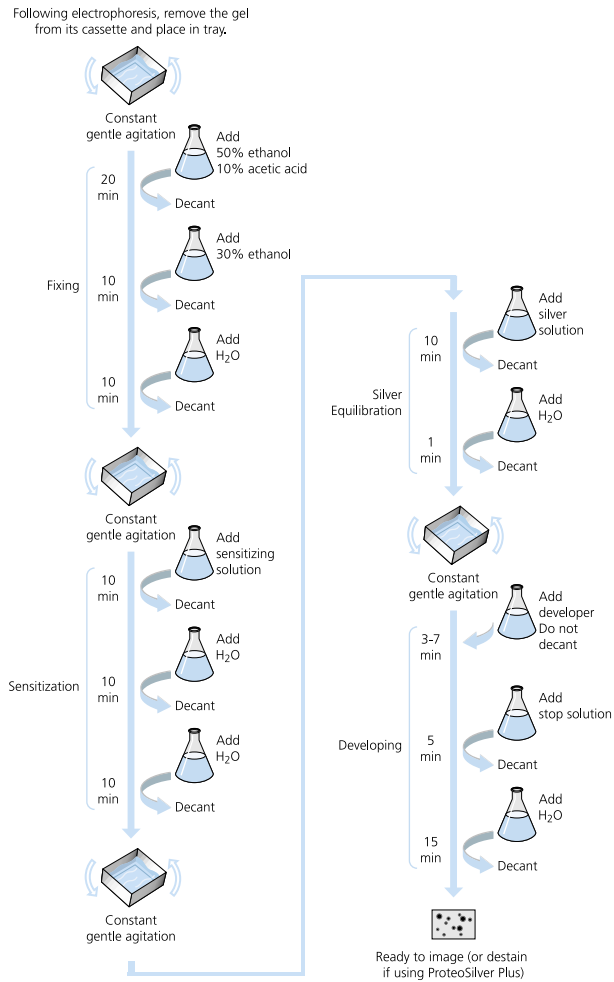 Following electrophoresis, remove the gel
from its cassette and place in tray.
Constant
gentle agitation
Fixing
20
min
Add
50% ethanol
10% acetic acid
Decant
10
min
Add
30% ethanol
Decant
10
min
Add
H₂O
Decant
Constant
gentle agitation
Sensitization
10
min
Add
sensitizing
solution
Decant
10
min
Add
H₂O
Decant
10
min
Add
H₂O
Decant
Constant
gentle agitation
Silver
Equilibration
10
min
Add
silver
solution
Decant
1
min
Add
H₂O
Decant
Constant
gentle agitation
Developing
3-7
min
Add
developer
Do not
decant
5
min
Add
stop solution
Decant
15
min
Add
H₂O
Decant
Ready to image (or destain
if using ProteoSilver Plus)